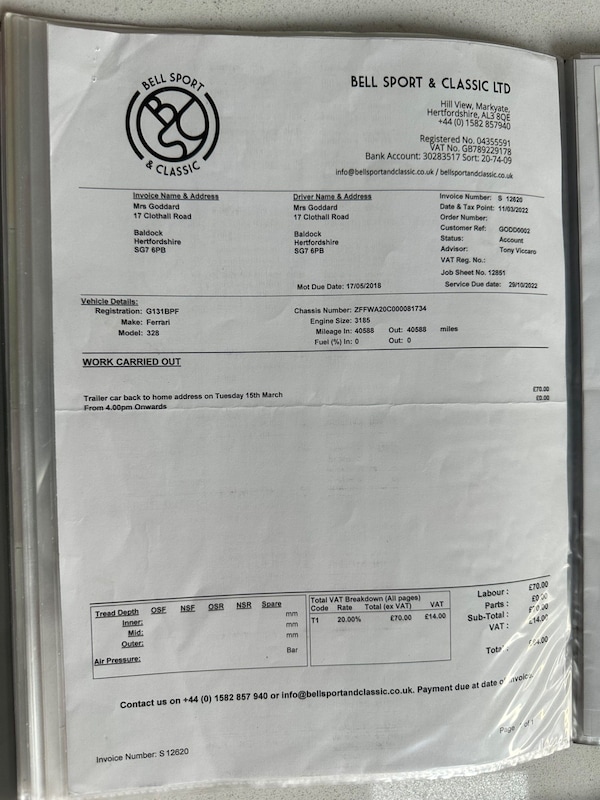 BELL SPORT
BSC
& CLASSIC
BELL SPORT & CLASSIC LTD
Hill View, Markyate,
Hertfordshire, AL3 8QE
+44 (0) 1582 857940
Registered No. 04355591
VAT No. GB789229178
Bank Account: 30283517 Sort: 20-74-09
info@bellsportandclassic.co.uk / bellsportandclassic.co.uk
Invoice Name & Address
Mrs Goddard
17 Clothall Road
Baldock
Hertfordshire
SG7 6PB
Driver Name & Address
Mrs Goddard
17 Clothall Road
Baldock
Hertfordshire
SG7 6PB
Invoice Number: S 12620
Date & Tax Point: 11/03/2022
Order Number:
Customer Ref: GODD0002
Status: Account
Advisor: Tony Viccaro
VAT Reg. No.:
Job Sheet No. 12851
Mot Due Date: 17/05/2018
Service Due date: 29/10/2022
Vehicle Details:
Registration: G131BPF
Make: Ferrari
Model: 328
Chassis Number: ZFFWA20C000081734
Engine Size: 3185
Mileage In: 40588 Out: 40588 miles
Fuel (%) In: 0 Out: 0
WORK CARRIED OUT
Trailer car back to home address on Tuesday 15th March £70.00
From 4.00pm Onwards £0.00
Tread Depth OSF NSF OSR NSR Spare
Inner: mm
Mid: mm
Outer: mm
Air Pressure: Bar
Total VAT Breakdown (All pages)
Code Rate Total (ex VAT) VAT
T1 20.00% £70.00 £14.00
Labour : £70.00
Parts :
Sub-Total :
VAT : £14.00
Contact us on +44 (0) 1582 857 940 or info@bellsportandclassic.co.uk. Payment due at date of invoice.
Page
Invoice Number: S 12620